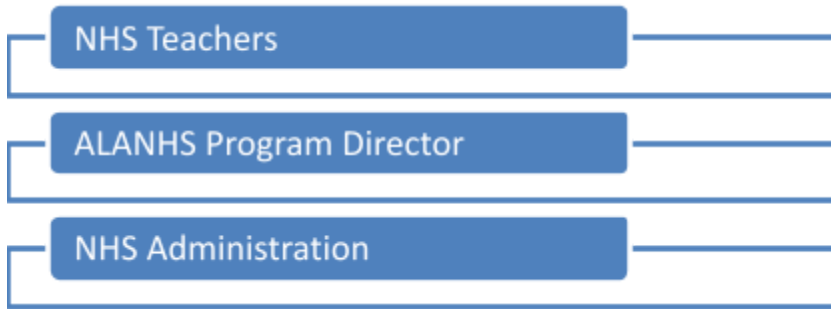 NHS Teachers
ALANHS Program Director
NHS Administration